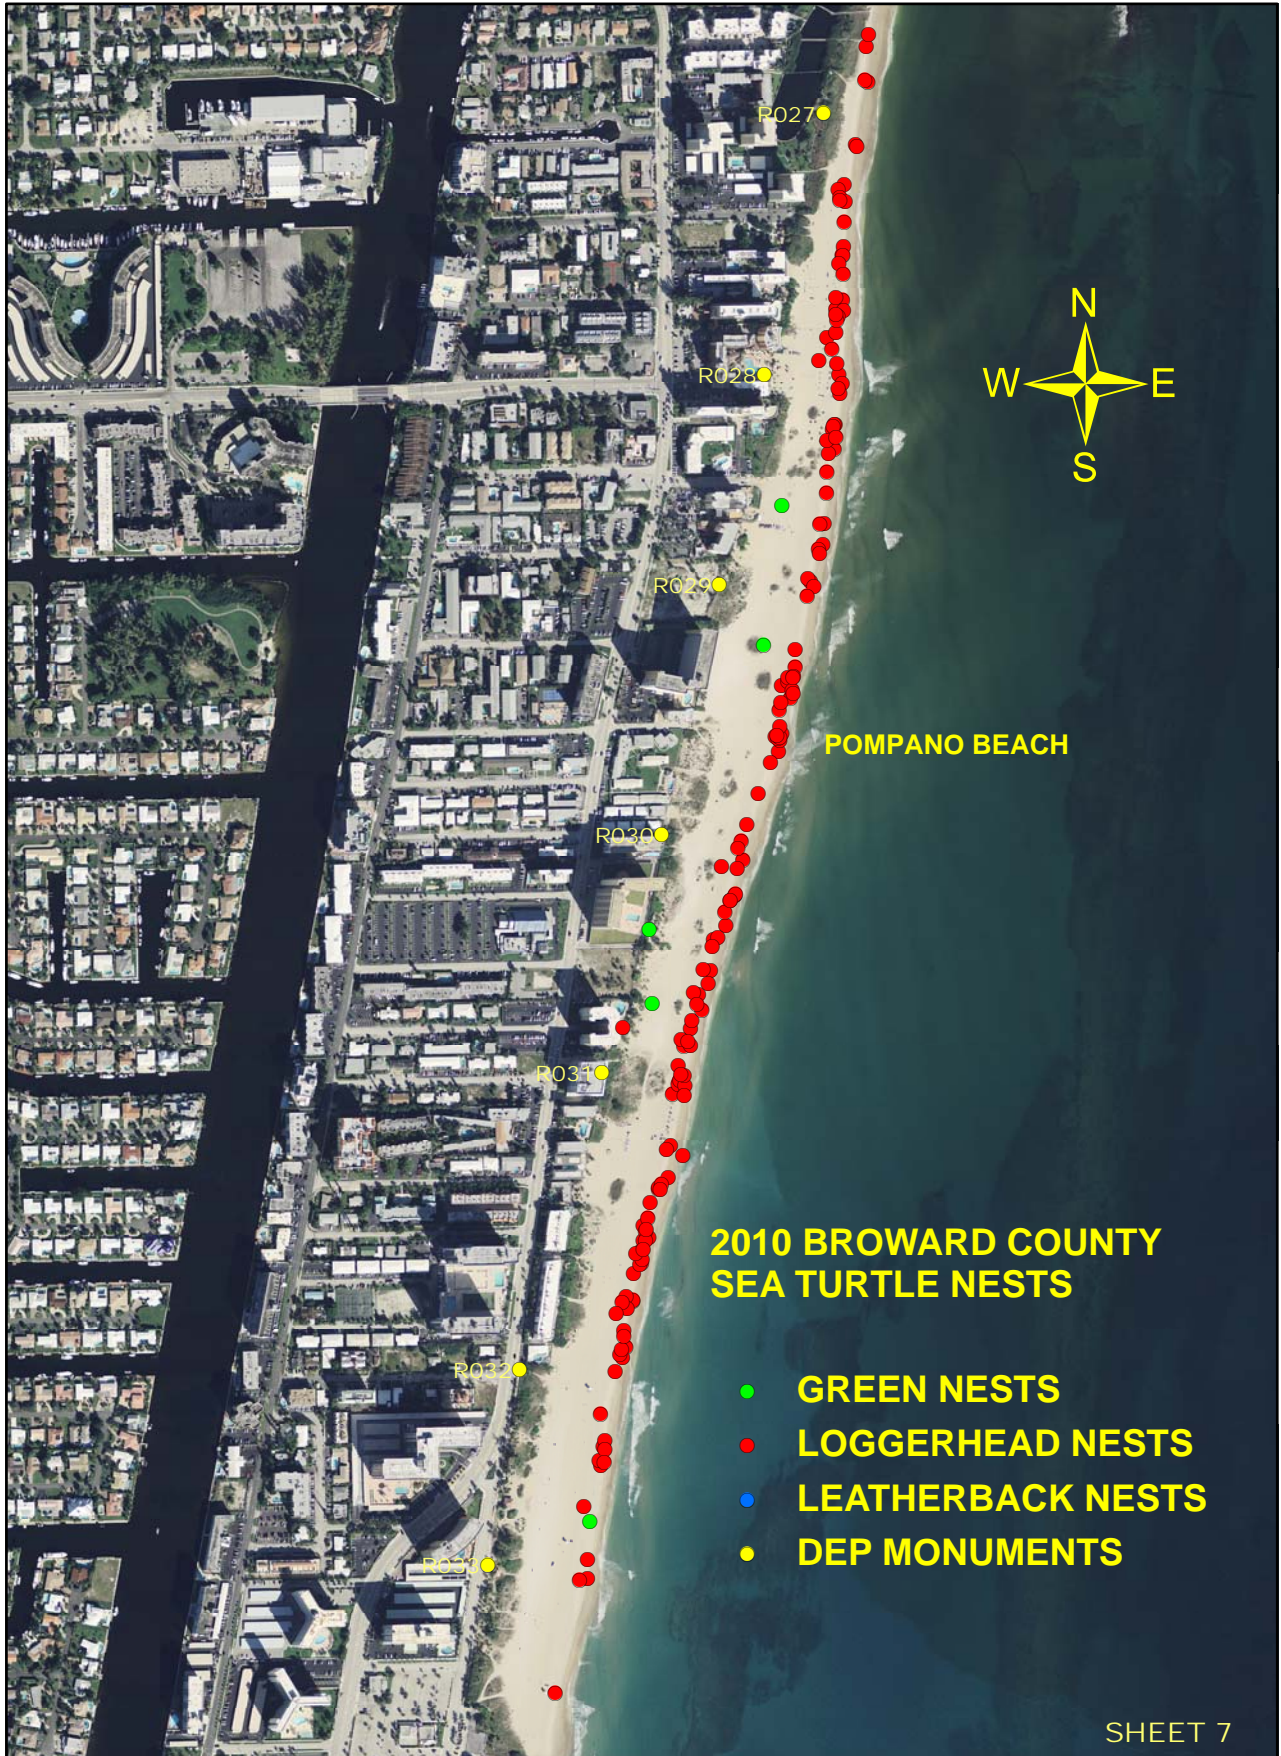 R027
N
W E
R028
S
R029
POMPANO BEACH
R030
R031
2010 BROWARD COUNTY
SEA TURTLE NESTS
R032
GREEN NESTS
LOGGERHEAD NESTS
LEATHERBACK NESTS
DEP MONUMENTS
R033
SHEET 7